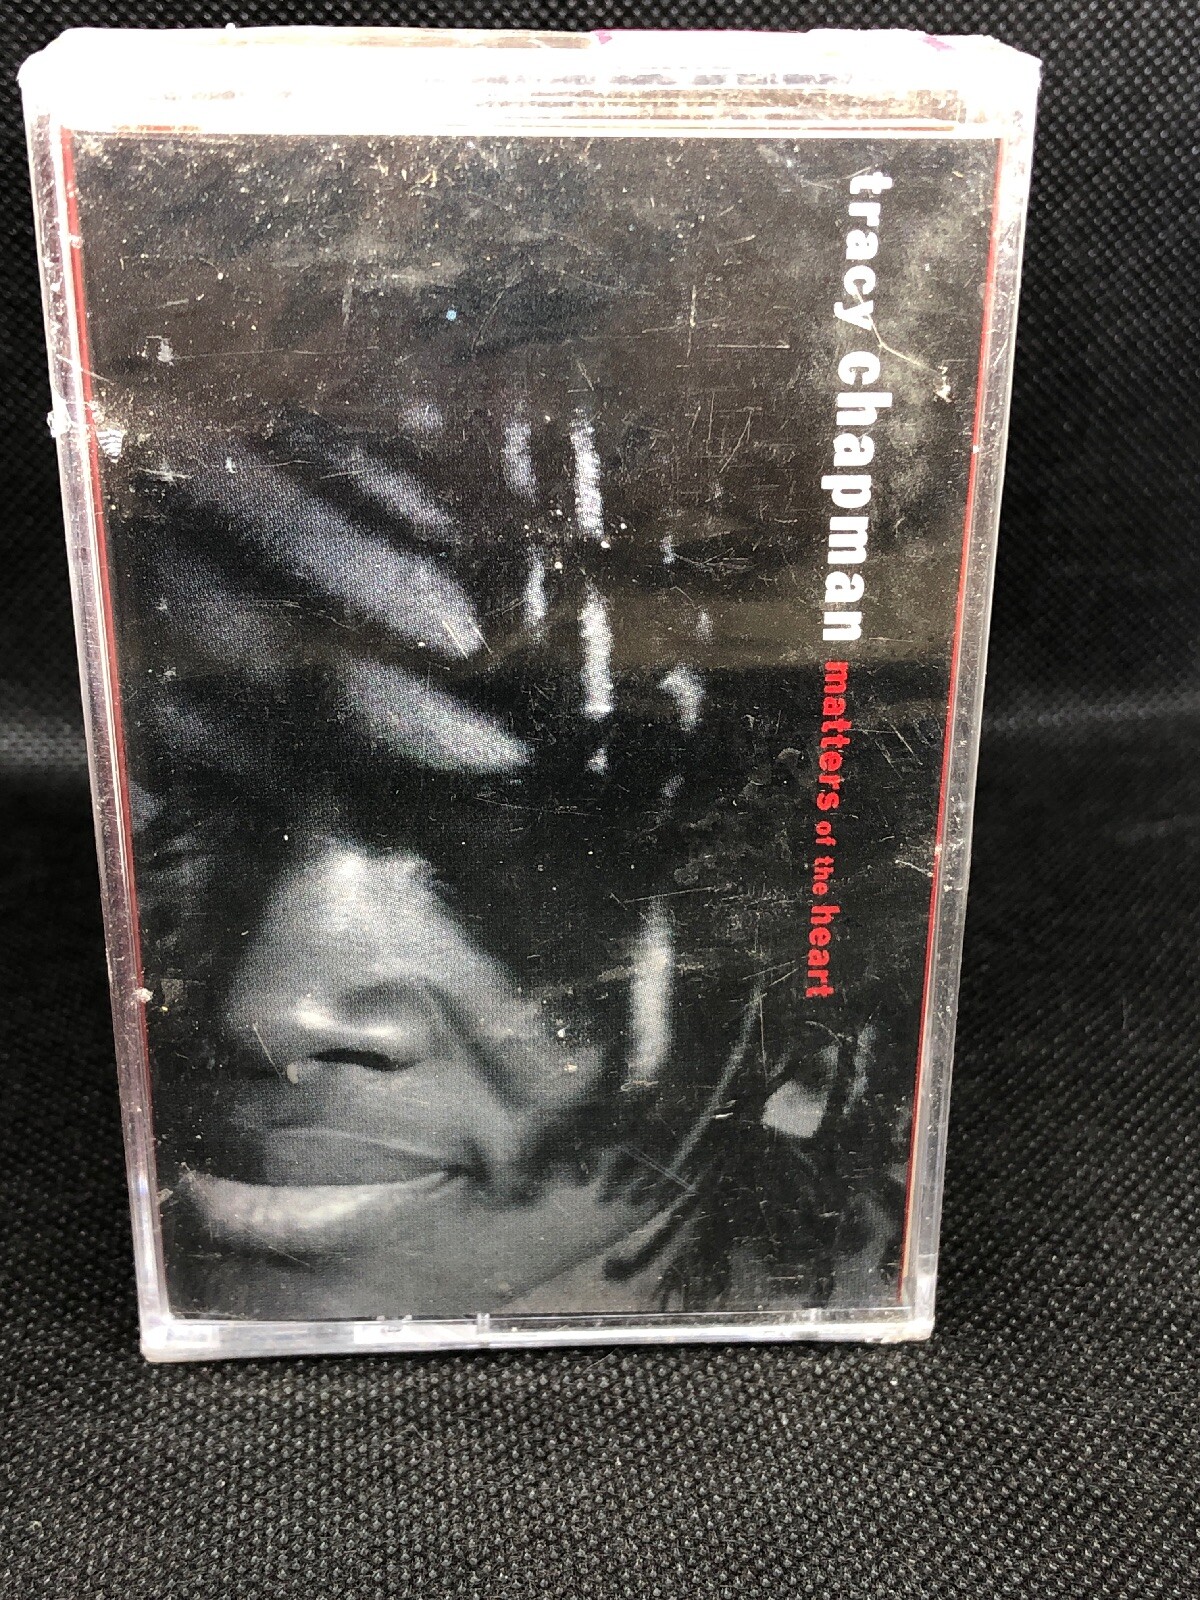 tracy chapman matters of the heart